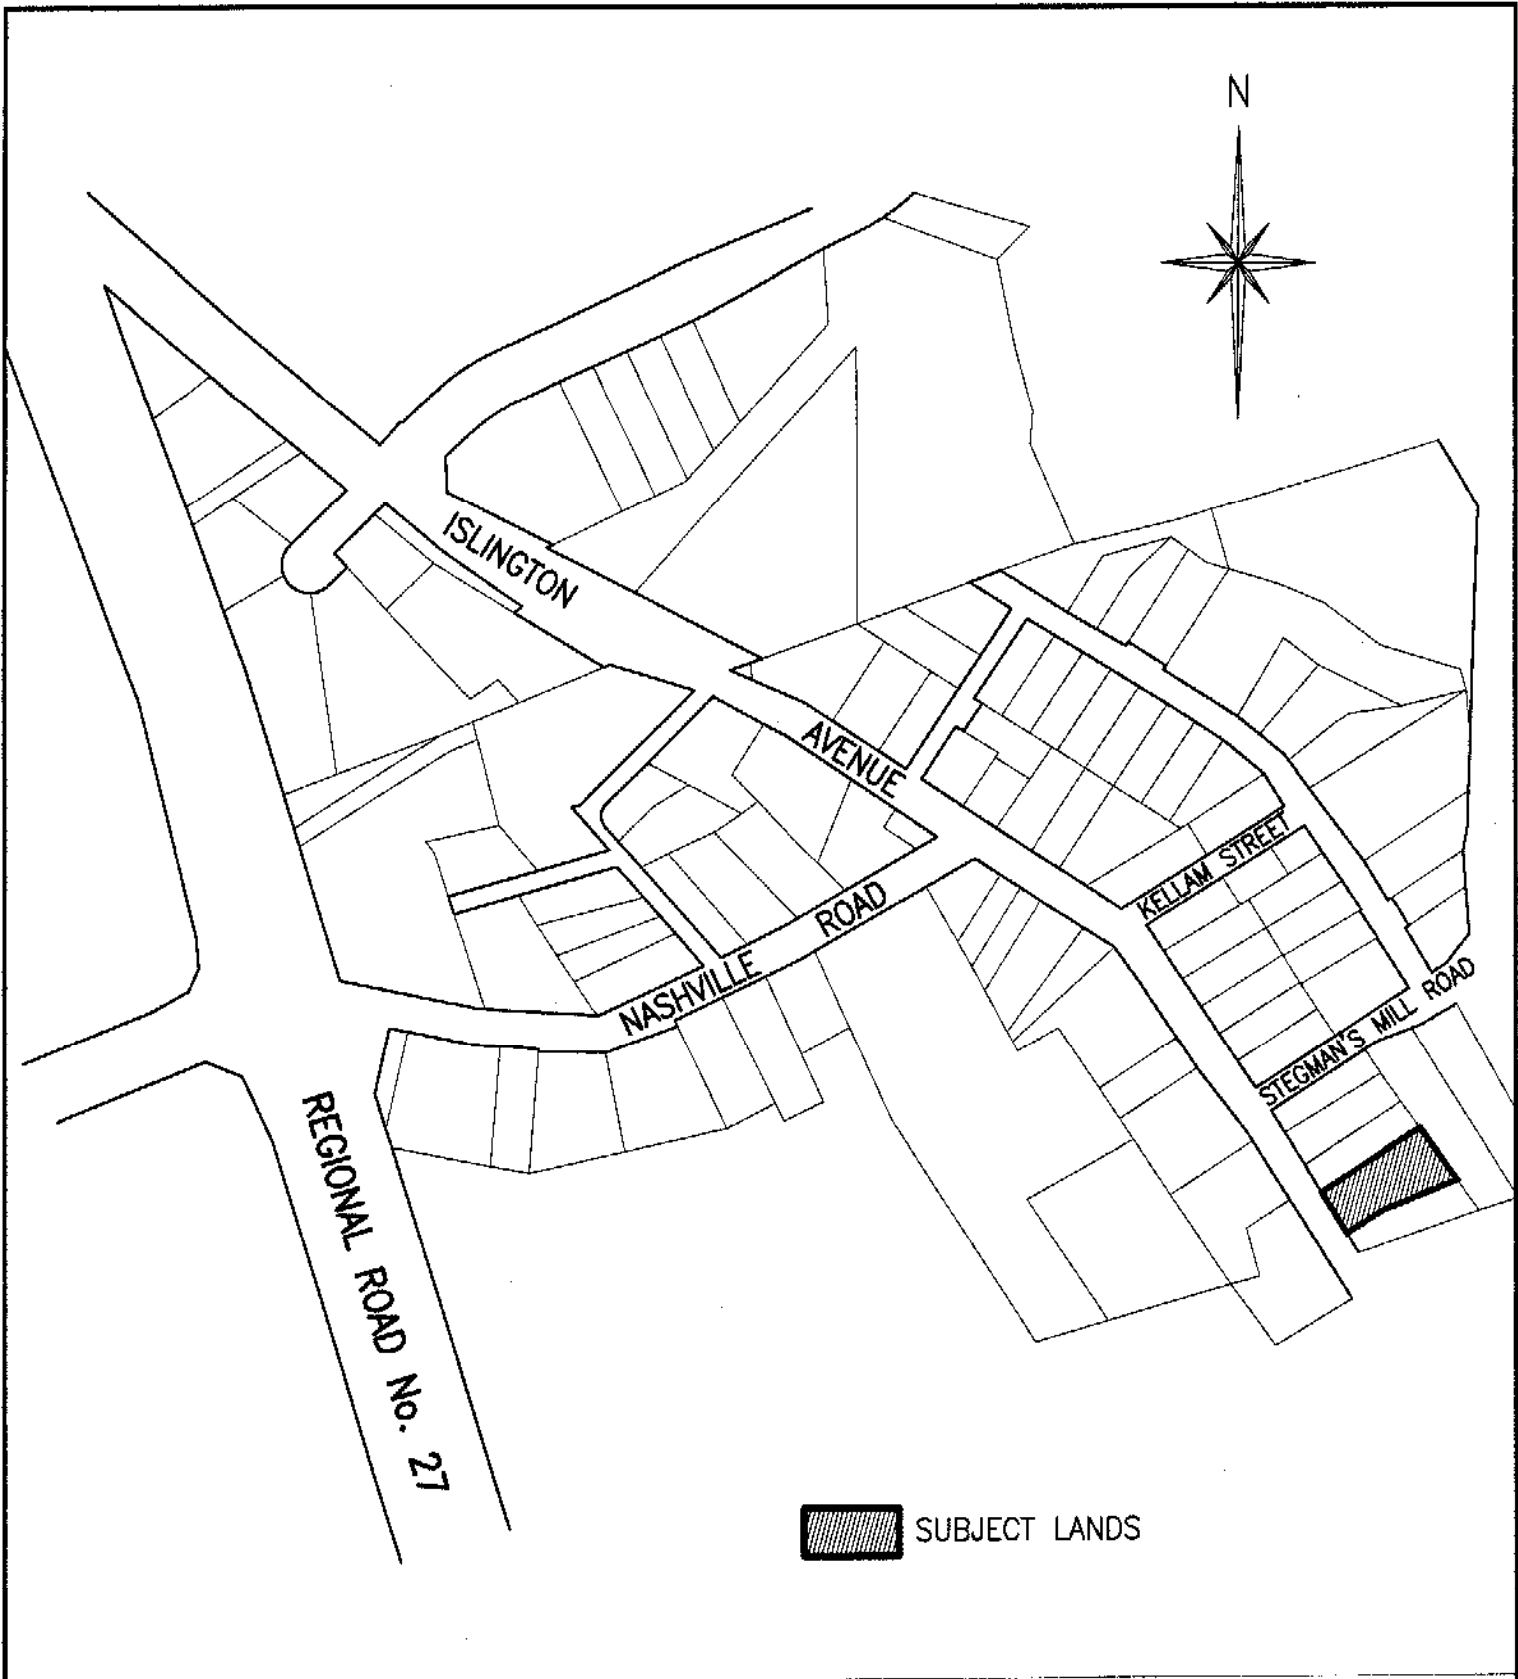 N
ISLINGTON
AVENUE
KELLAM STREET
NASHVILLE ROAD
STEGMAN'S MILL ROAD
REGIONAL ROAD No. 27
SUBJECT LANDS